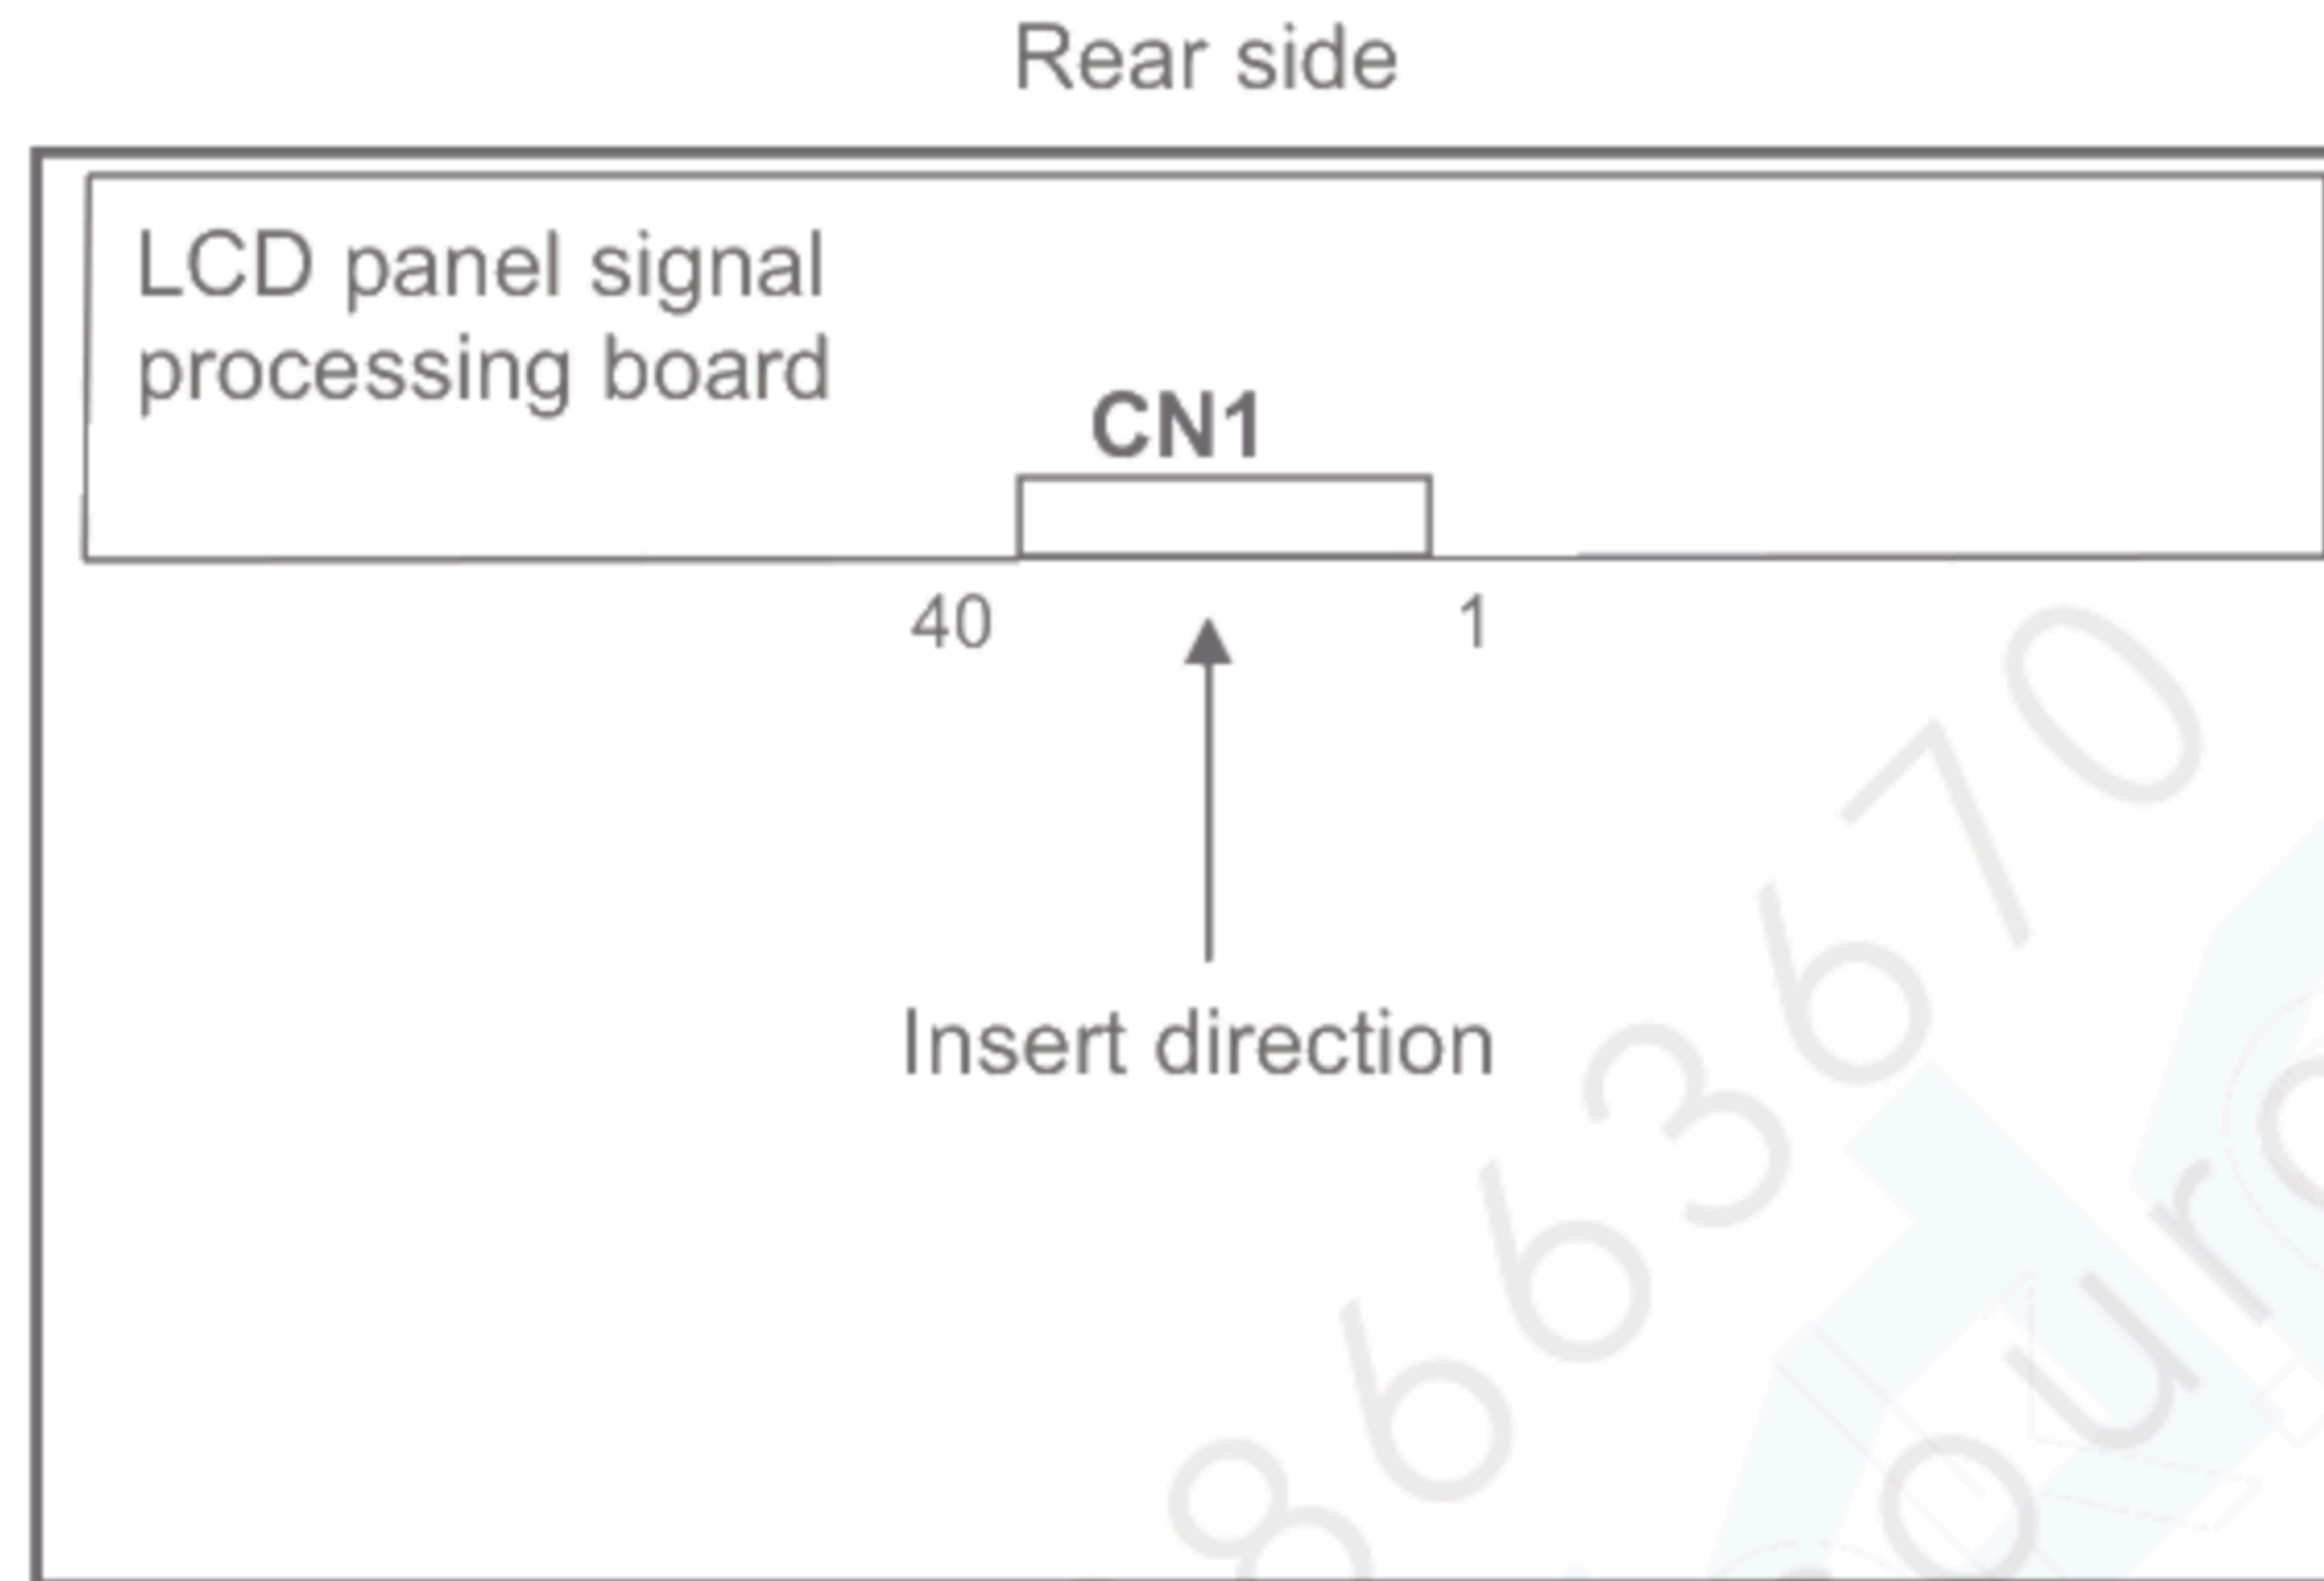 Rear side
LCD panel signal
processing board
CN1
40 1
Insert direction
8663670